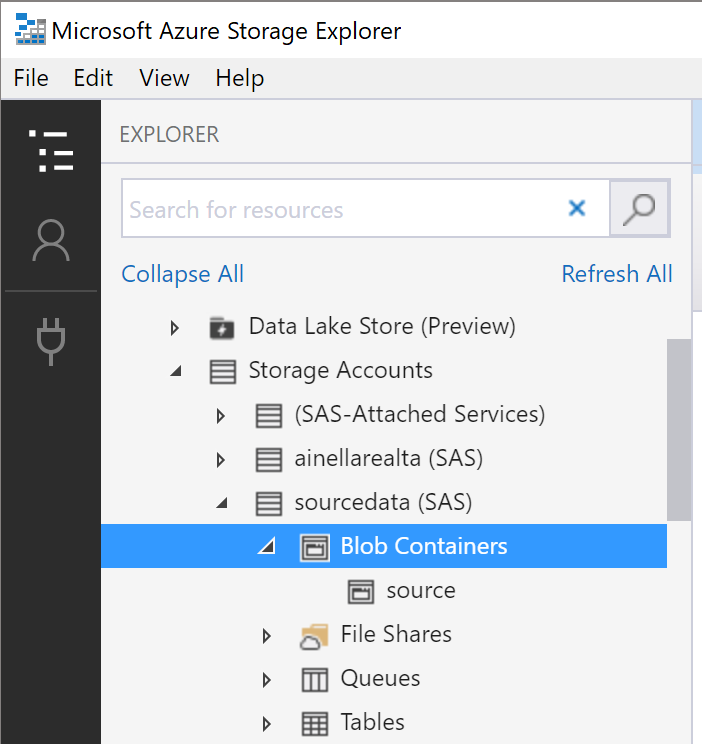 Microsoft Azure Storage Explorer
File Edit View Help
EXPLORER
Search for resources
Collapse All Refresh All
Data Lake Store (Preview)
Storage Accounts
(SAS-Attached Services)
ainellarealta (SAS)
sourcedata (SAS)
Blob Containers
source
File Shares
Queues
Tables